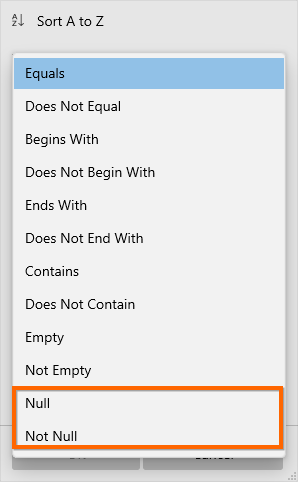 Sort A to Z
Equals
Does Not Equal
Begins With
Does Not Begin With
Ends With
Does Not End With
Contains
Does Not Contain
Empty
Not Empty
Null
Not Null